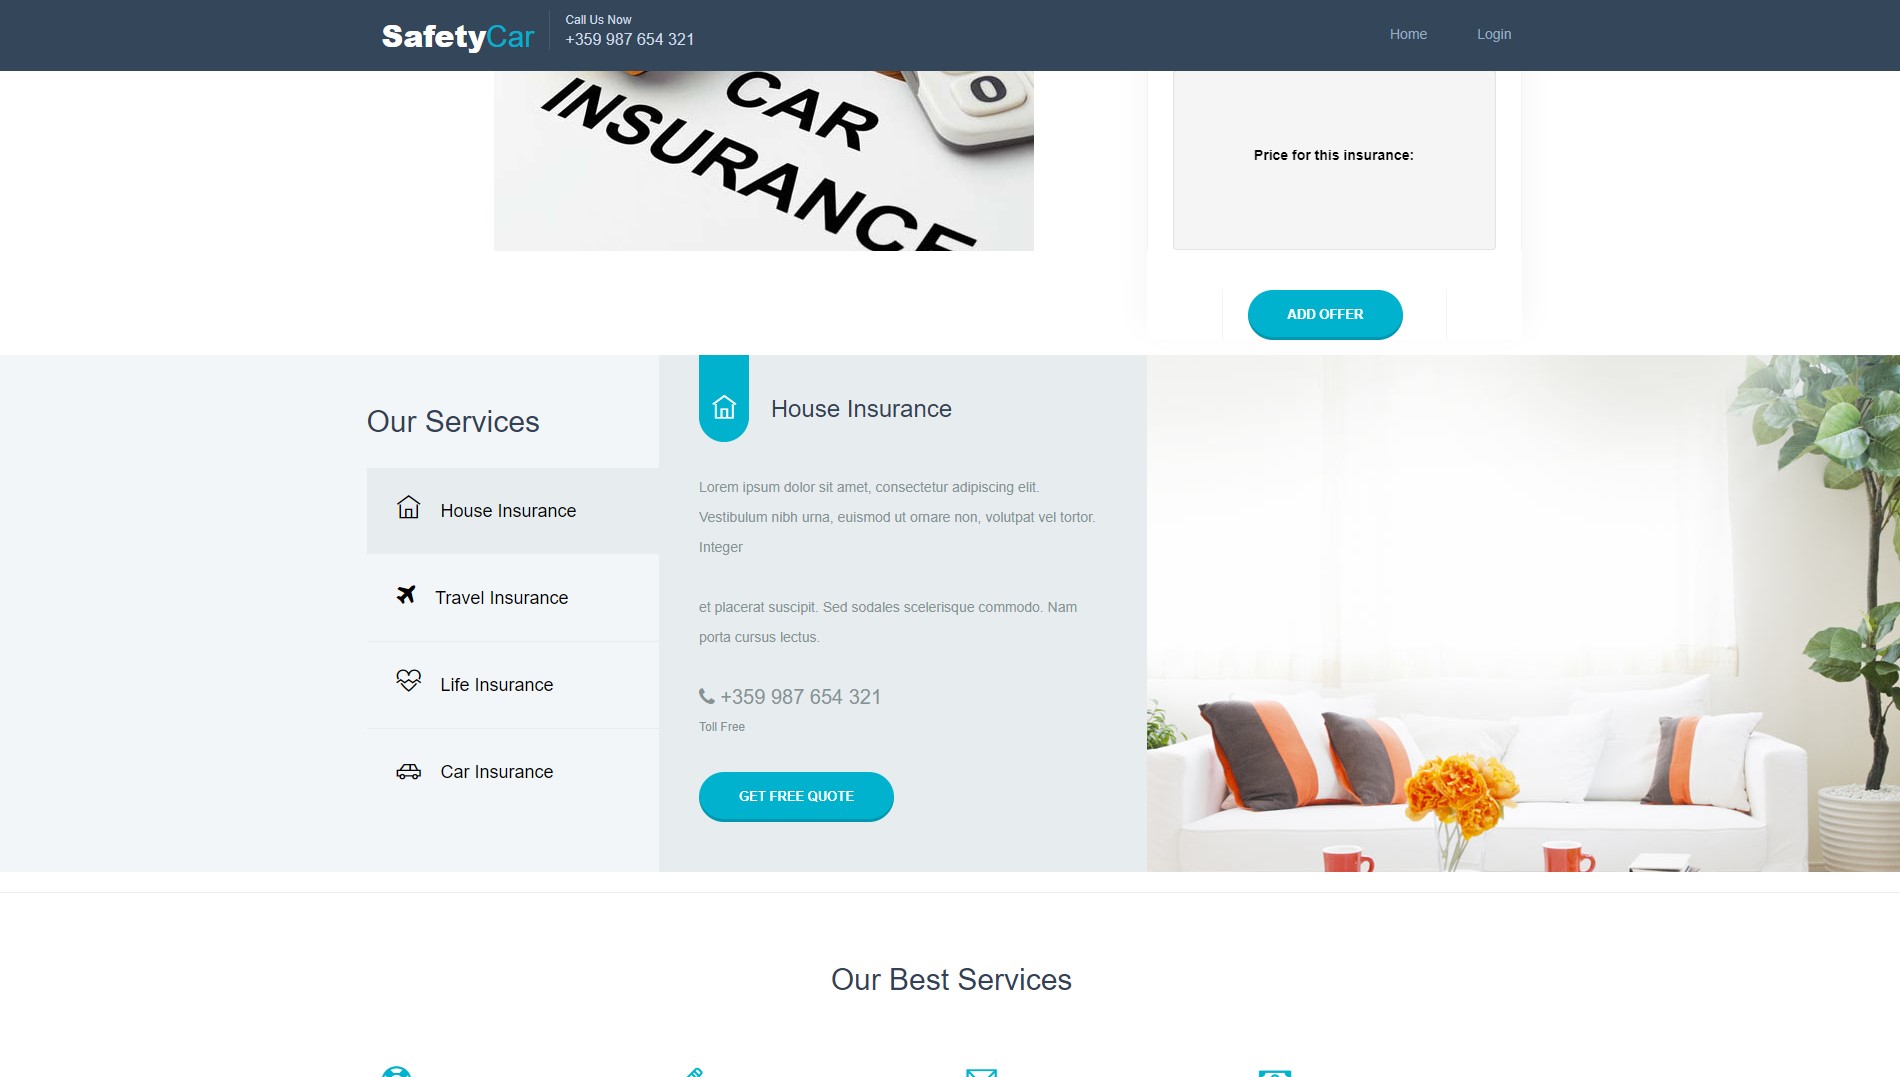 SafetyCar
Call Us Now
+359 987 654 321
Home
Login
CAR
INSURANCE
0
Price for this insurance:
ADD OFFER
Our Services
House Insurance
Travel Insurance
Life Insurance
Car Insurance
House Insurance
Lorem ipsum dolor sit amet, consectetur adipiscing elit.
Vestibulum nibh urna, euismod ut ornare non, volutpat vel tortor.
Integer
et placerat suscipit. Sed sodales scelerisque commodo. Nam
porta cursus lectus.
+359 987 654 321
Toll Free
GET FREE QUOTE
Our Best Services